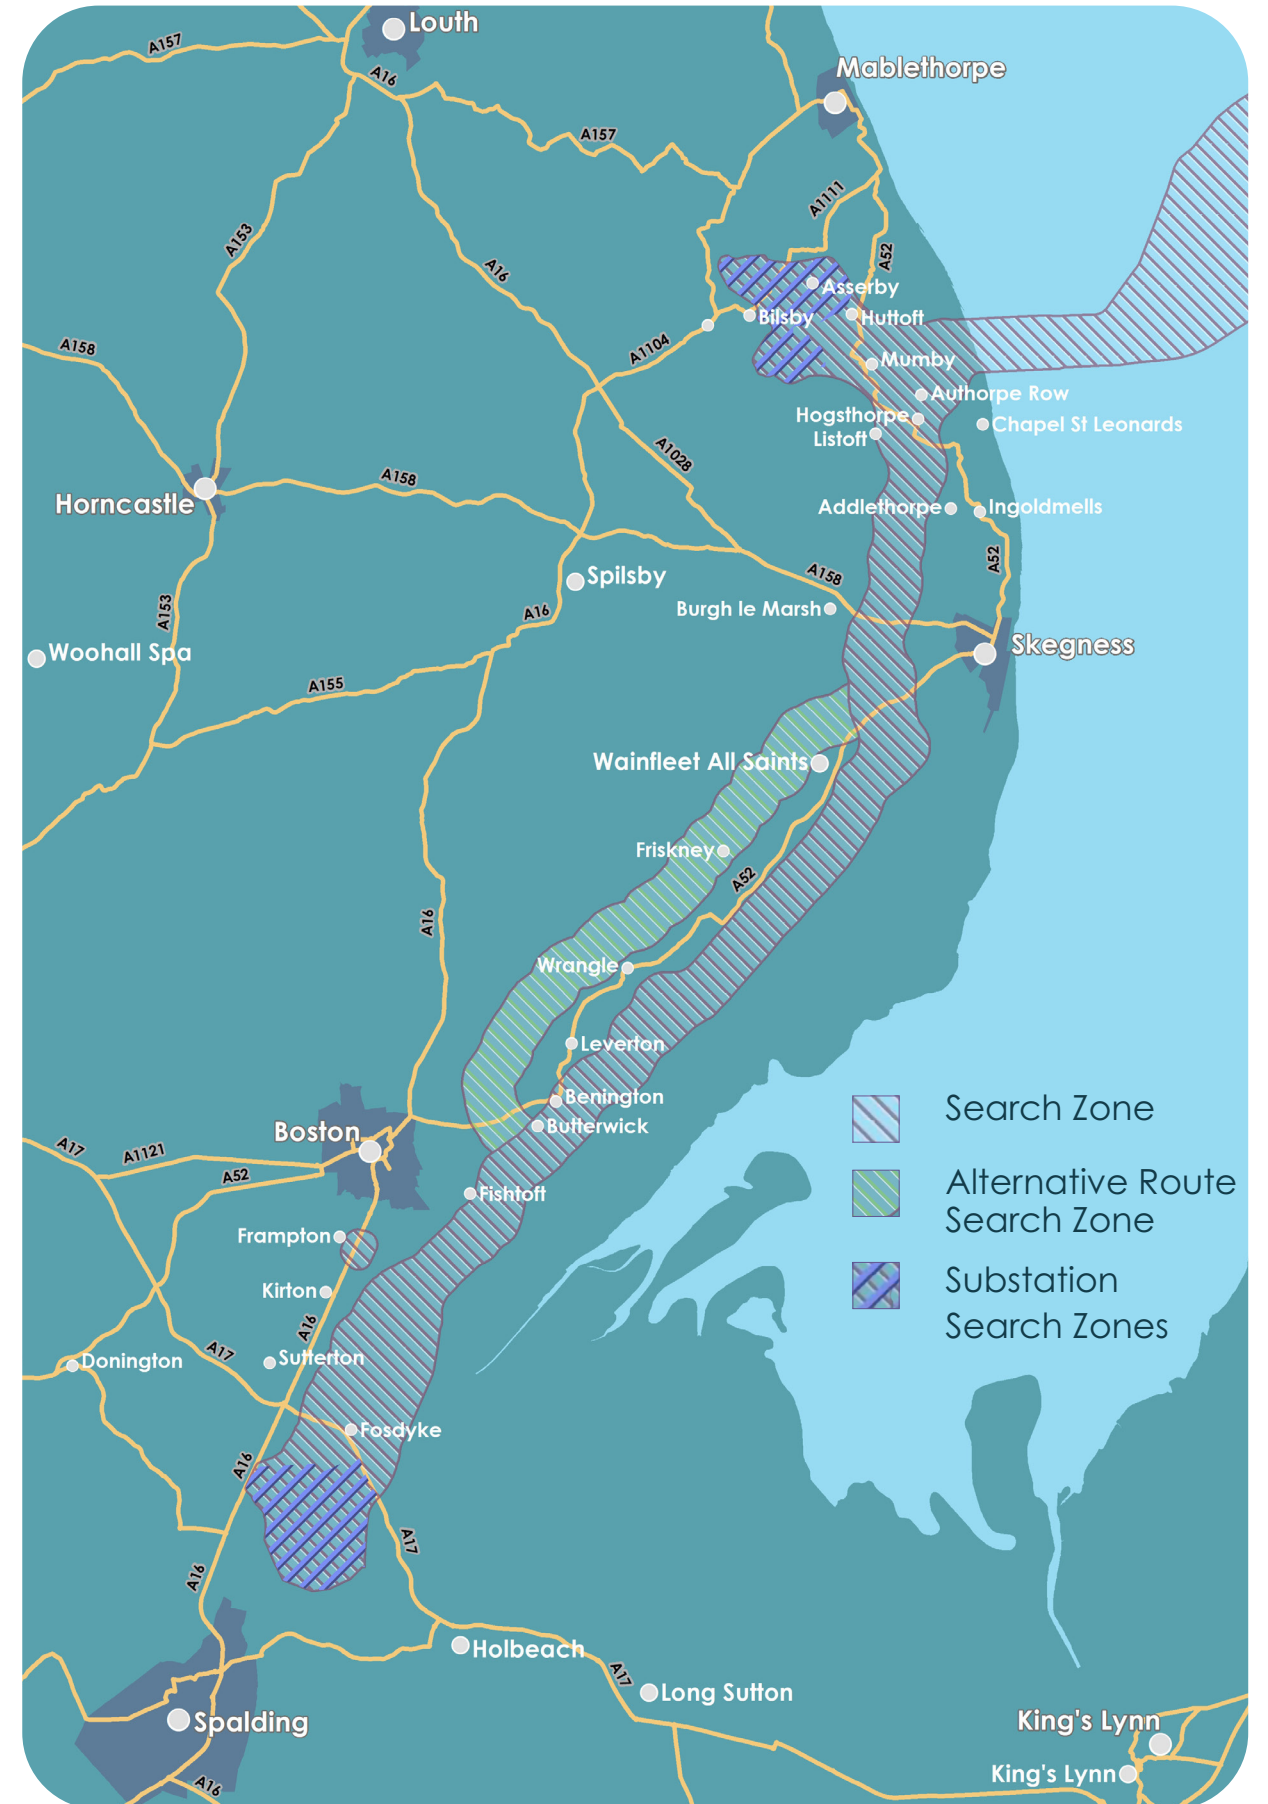 Louth
A157
A16
Mablethorpe
A157
A1111
A153
A52
A16
Asserby
Bilsby
Huttoft
A158
A1104
Mumby
Authorpe Row
Hogsthorpe
Chapel St Leonards
Listoft
A1028
A158
Horncastle
Addlethorpe
Ingoldmells
A52
A158
Spilsby
A153
A16
Burgh le Marsh
Skegness
Woohall Spa
A155
Wainfleet All Saints
Friskney
A52
A16
Wrangle
Leverton
Benington
Search Zone
Butterwick
Boston
A17
A1121
A52
Alternative Route
Search Zone
Fishtoft
Frampton
Kirton
Substation
Search Zones
A16
A17
Sutterton
Donington
Fosdyke
A16
A17
A16
Holbeach
A17
Long Sutton
Spalding
King's Lynn
King's Lynn
A16